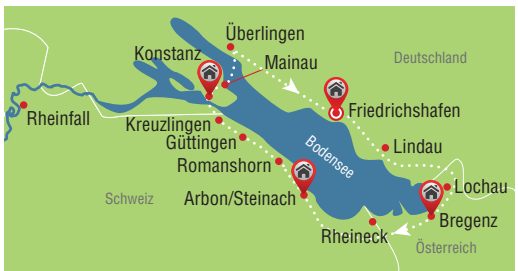 Überlingen
Konstanz
Mainau
Deutschland
Rheinfall
Friedrichshafen
Kreuzlingen
Güttingen
Bodensee
Lindau
Romanshorn
Schweiz
Arbon/Steinach
Lochau
Bregenz
Rheineck
Österreich